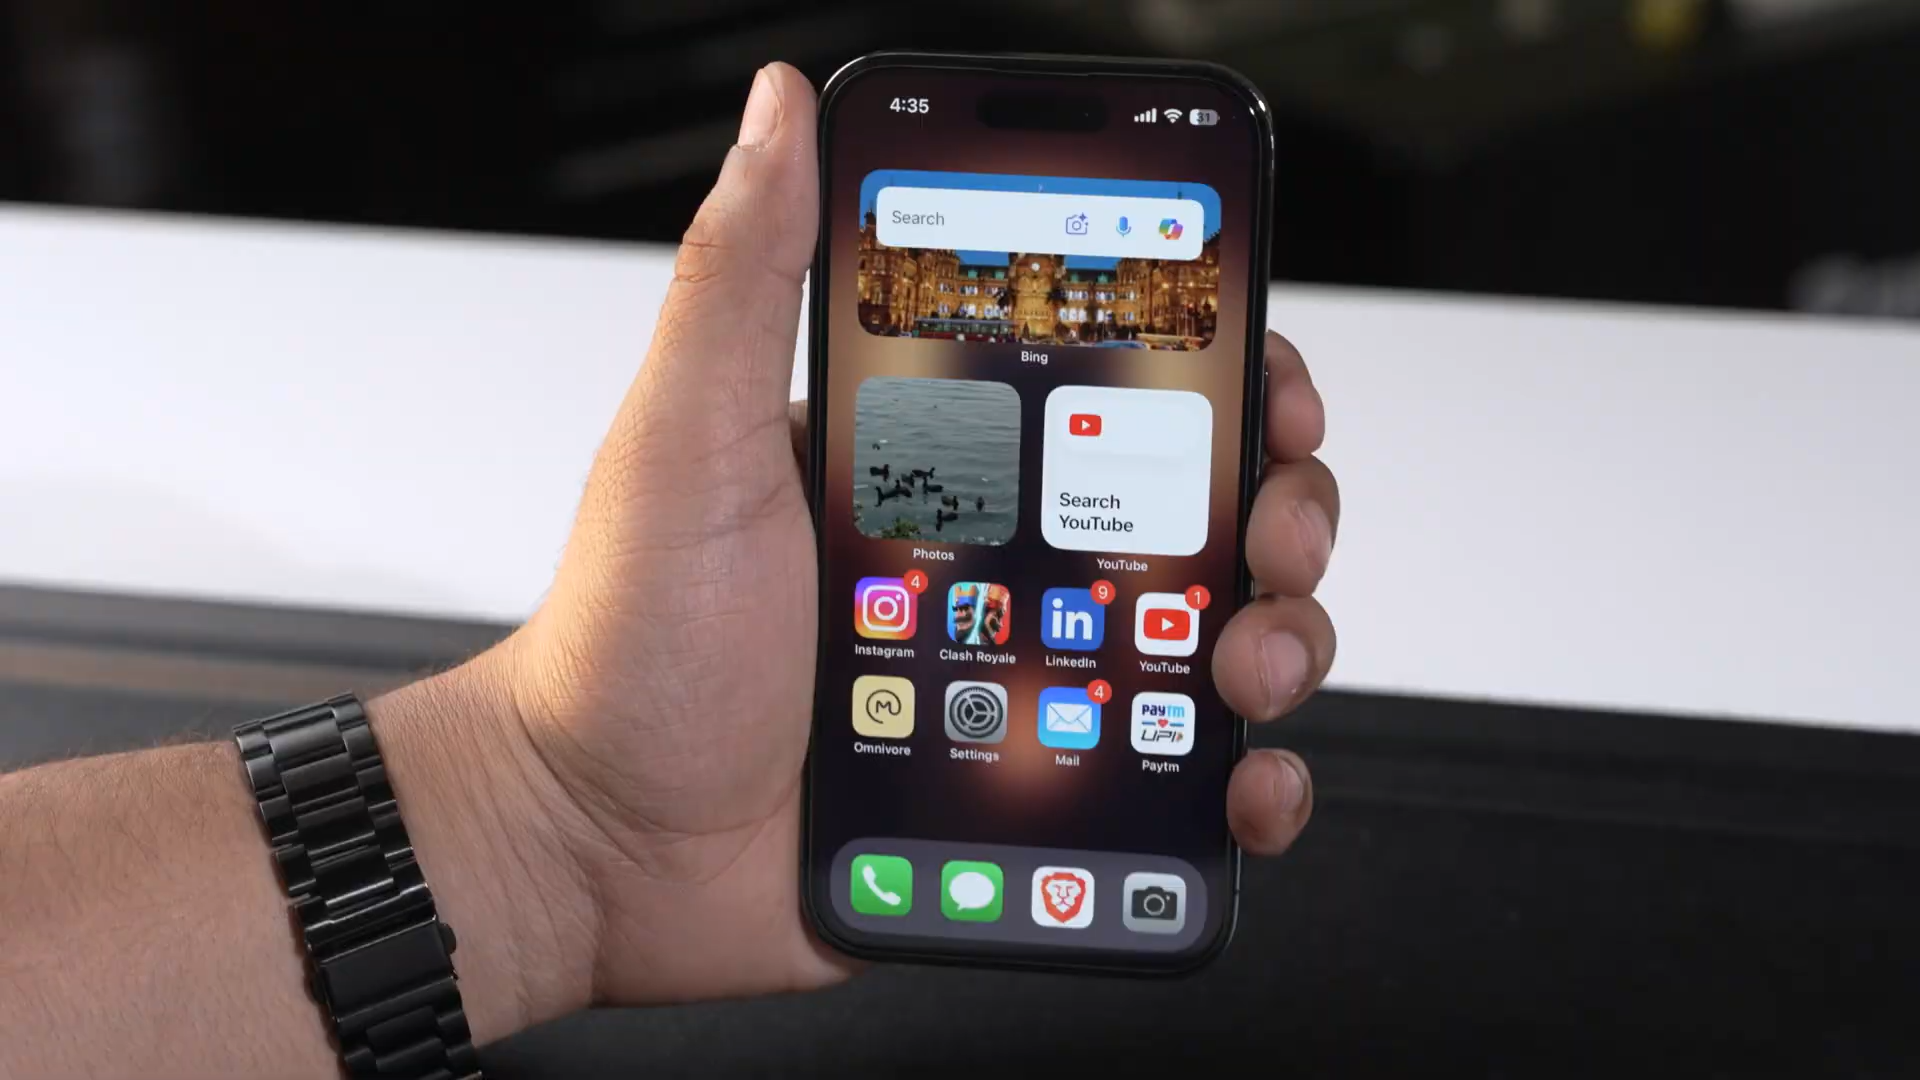 4:35
31
Search
Bing
Search
YouTube
Photos
YouTube
4
9
1
in
Instagram
Clash Royale
LinkedIn
YouTube
4
Paytm
UPI
Omnivore
Settings
Mail
Paytm